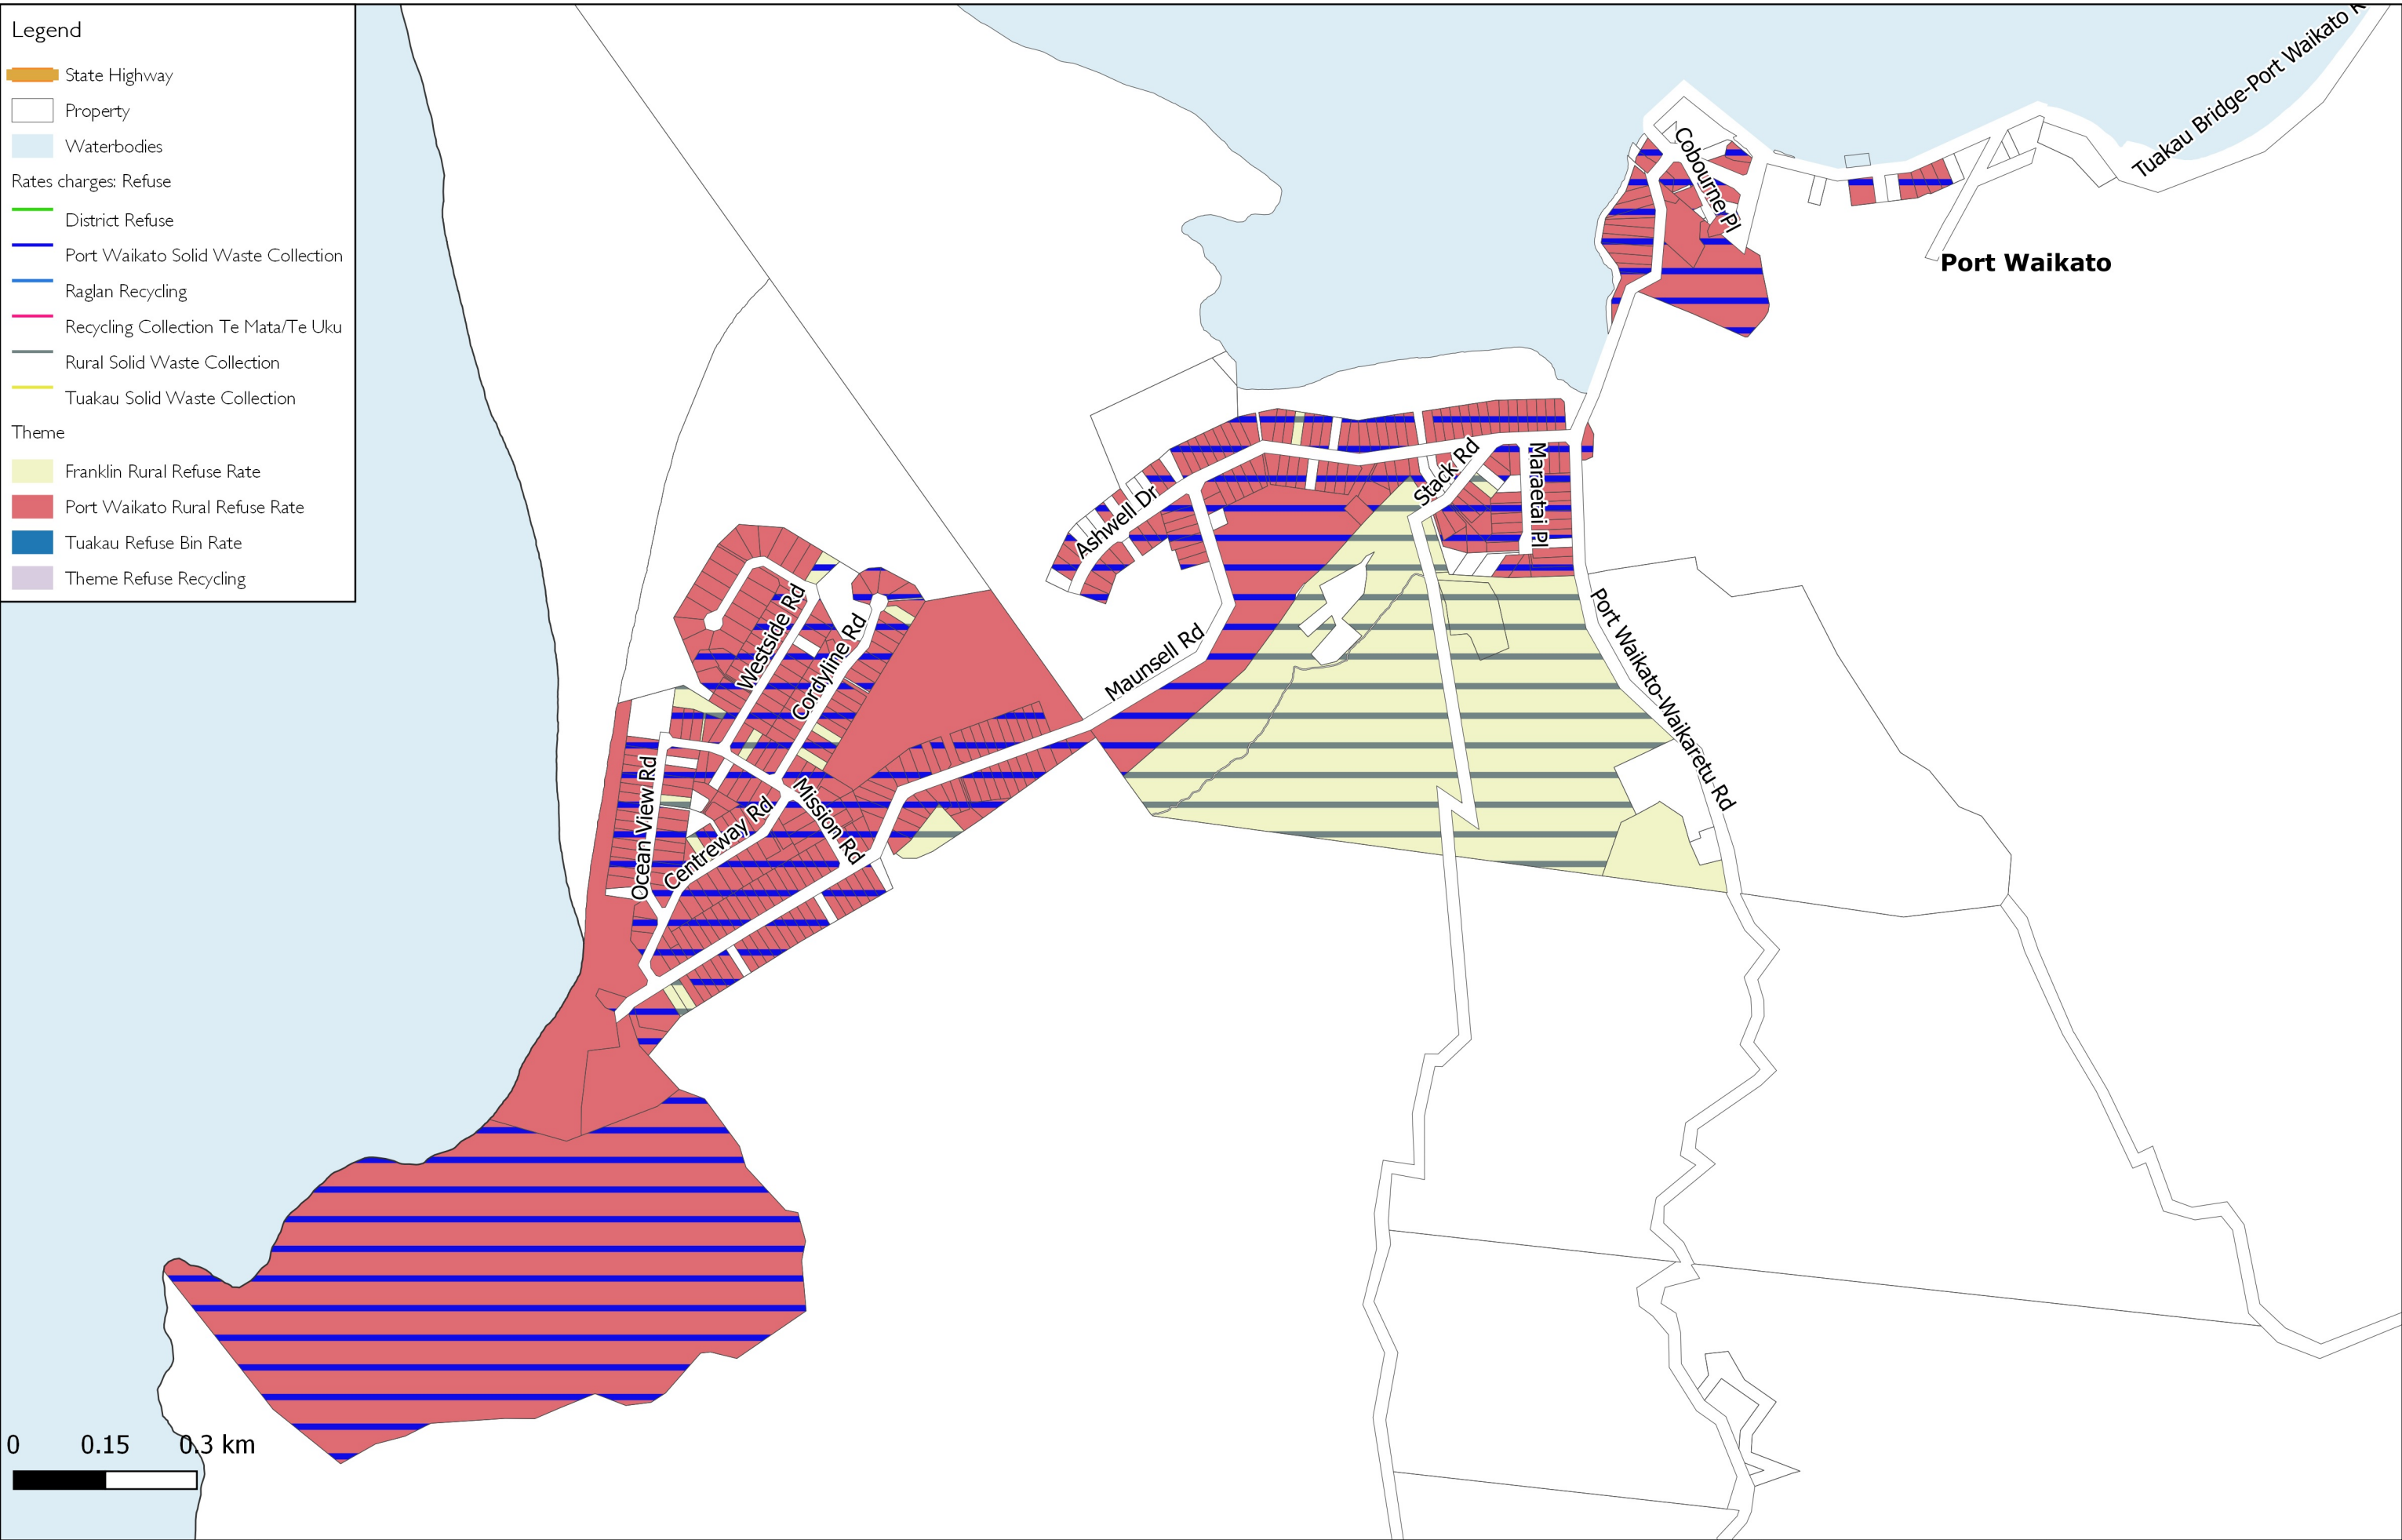 Legend
State Highway
Property
Waterbodies
Rates charges: Refuse
District Refuse
Port Waikato Solid Waste Collection
Raglan Recycling
Recycling Collection Te Mata/Te Uku
Rural Solid Waste Collection
Tuakau Solid Waste Collection
Theme
Franklin Rural Refuse Rate
Port Waikato Rural Refuse Rate
Tuakau Refuse Bin Rate
Theme Refuse Recycling
Tuakau Bridge-Port Waikato R
Cobourne Pl
Port Waikato
Stack Rd
Maraetai Pl
Ashwell Dr
Maunsell Rd
Port Waikato-Waikaretu Rd
Westside Rd
Cordyline Rd
Ocean View Rd
Centreway Rd
Mission Rd
0 0.15 0.3 km